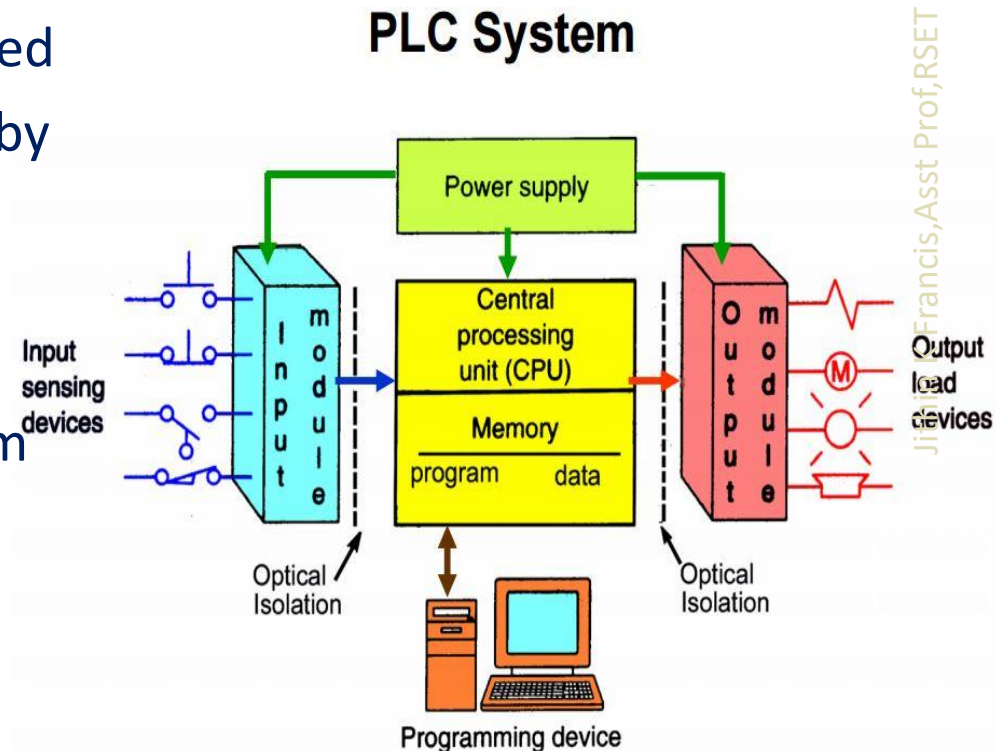 PLC System
ed
by
m
Power supply
Input
sensing
devices
Input module
Central
processing
unit (CPU)
Memory
program data
Output module
Output
load
devices
M
Optical
Isolation
Optical
Isolation
Programming device
Francis,Asst Prof,RSET